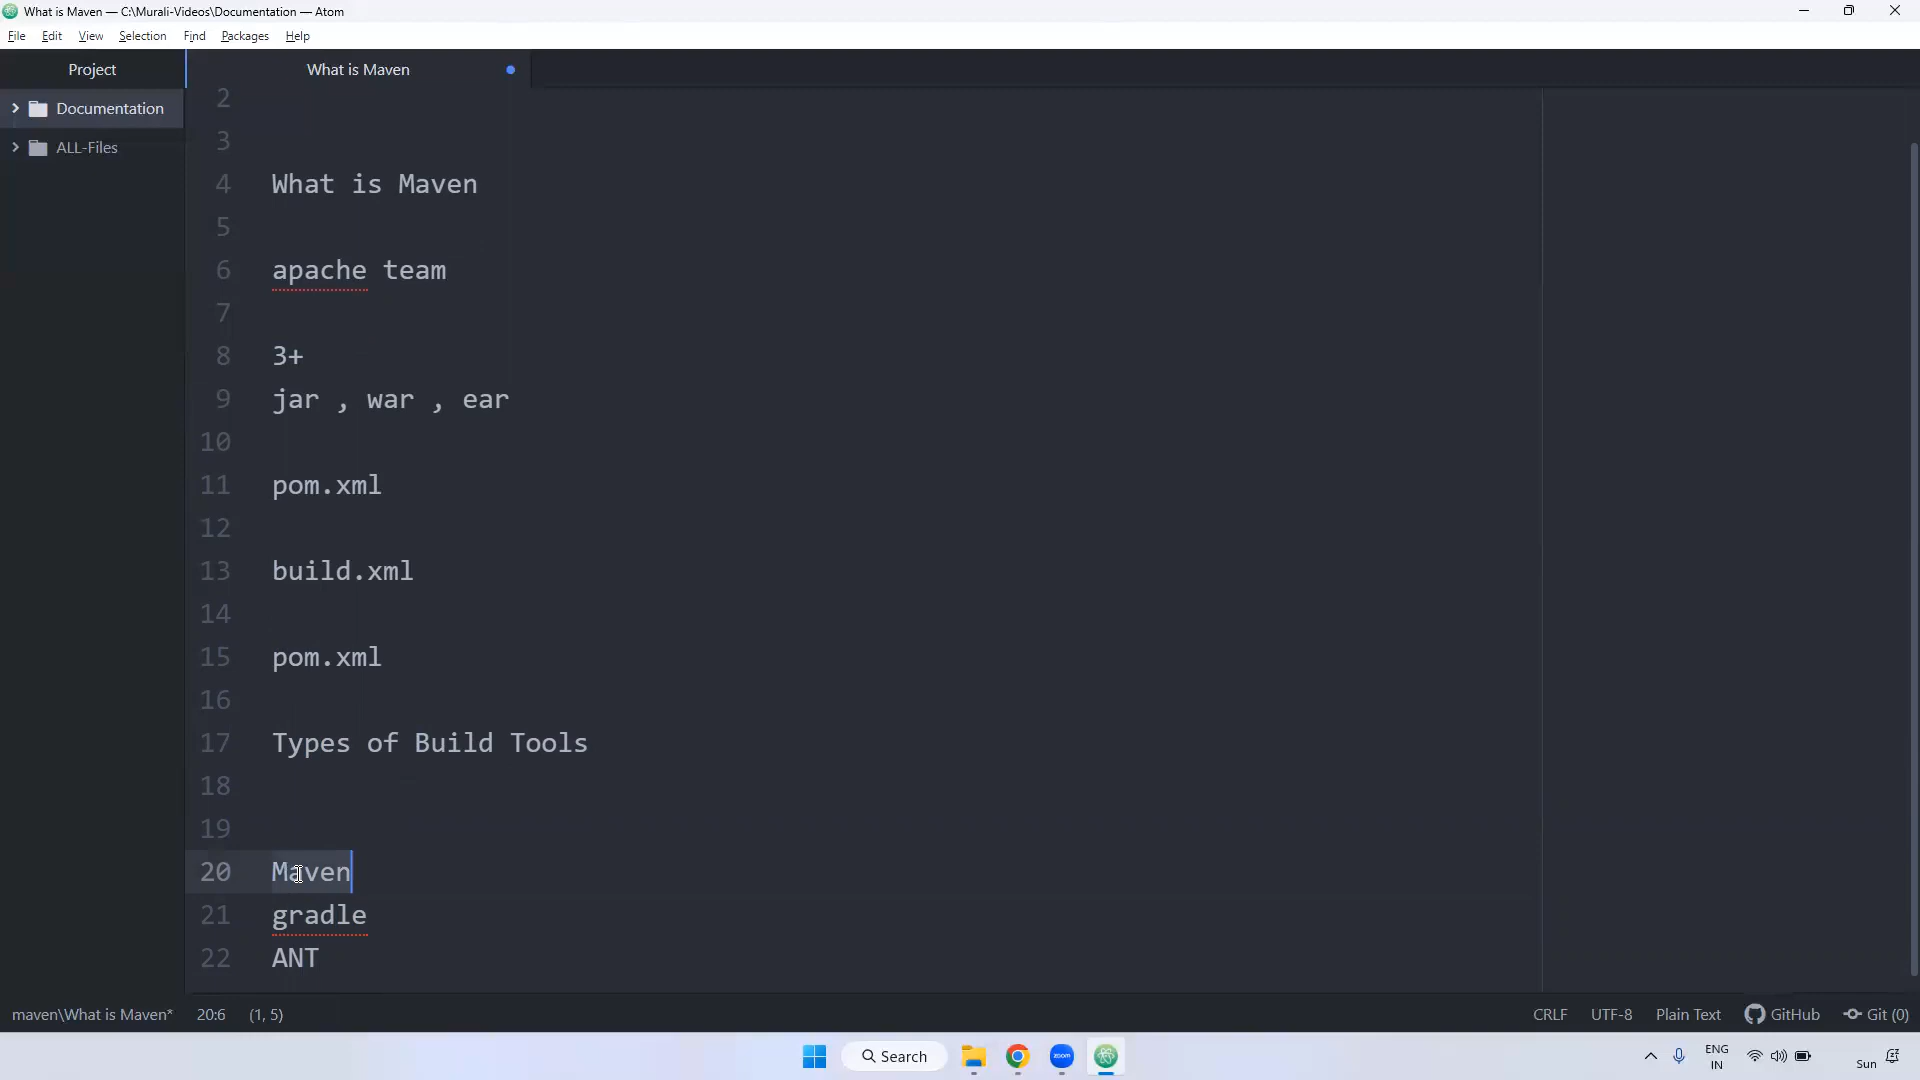 What is Maven — C:\Murali-Videos\Documentation — Atom
File Edit View Selection Find Packages Help
Project
What is Maven
Documentation
ALL-Files
2
3
4 What is Maven
5
6 apache team
7
8 3+
9 jar , war , ear
10
11 pom.xml
12
13 build.xml
14
15 pom.xml
16
17 Types of Build Tools
18
19
20 Maven
21 gradle
22 ANT
maven\What is Maven* 20:6 (1, 5) CRLF UTF-8 Plain Text GitHub Git (0)
Search zoom ENG IN Sun